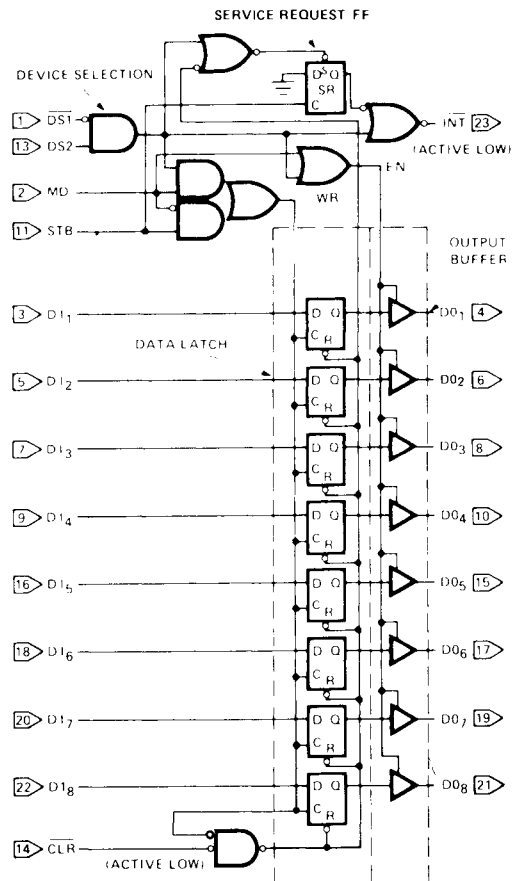 SERVICE REQUEST FF
DEVICE SELECTION
S
D Q
SR
C
1 D̅S̅1̅
13 DS2
I̅N̅T̅ 23
(ACTIVE LOW)
2 MD
EN
WR
11 STB
OUTPUT
BUFFER
3 DI₁ D Q DO₁ 4
C R
DATA LATCH
5 DI₂ D Q DO₂ 6
C R
7 DI₃ D Q DO₃ 8
C R
9 DI₄ D Q DO₄ 10
C R
16 DI₅ D Q DO₅ 15
C R
18 DI₆ D Q DO₆ 17
C R
20 DI₇ D Q DO₇ 19
C R
22 DI₈ D Q DO₈ 21
C R
14 C̅L̅R̅
(ACTIVE LOW)